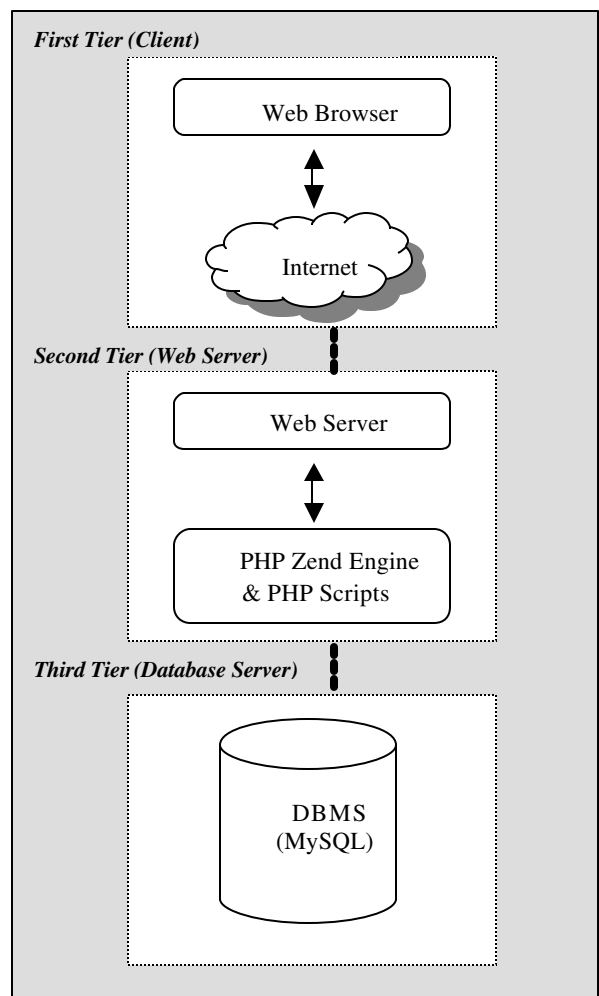 First Tier (Client)
Web Browser
Internet
Second Tier (Web Server)
Web Server
PHP Zend Engine
& PHP Scripts
Third Tier (Database Server)
DBMS
(MySQL)